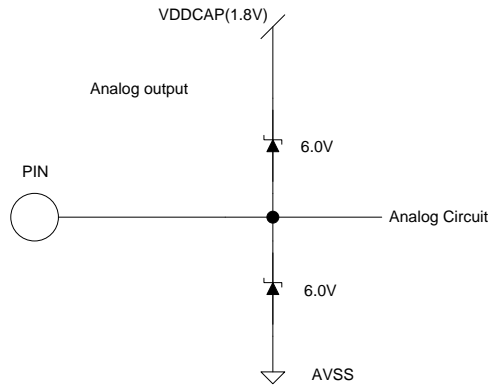 VDDCAP(1.8V)
Analog output
6.0V
PIN
Analog Circuit
6.0V
AVSS